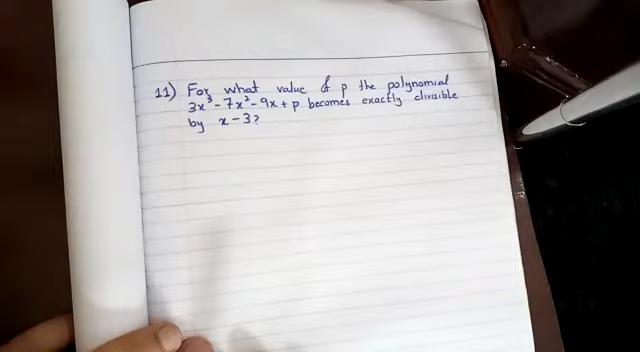 11) For what value of p the polynomial
3x³-7x²-9x+p becomes exactly divisible
by x-3?